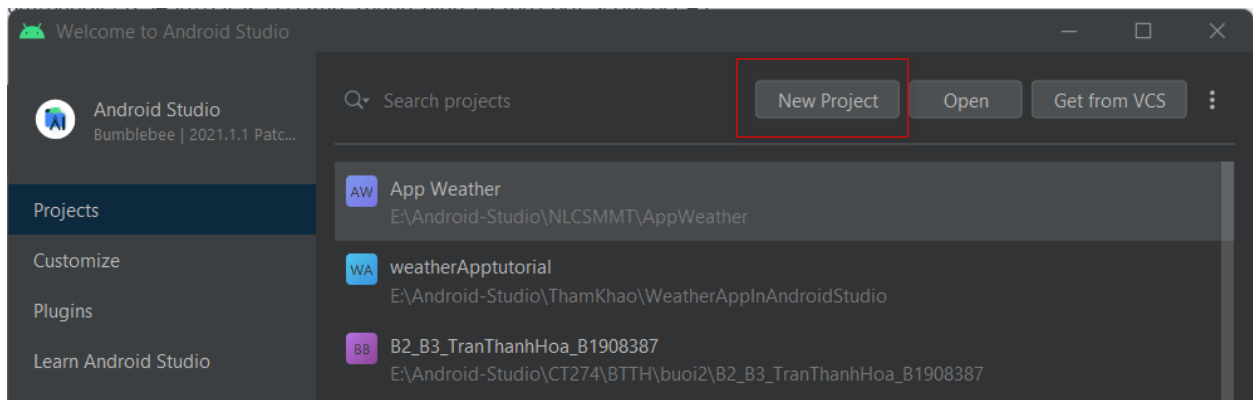 Welcome to Android Studio
Android Studio
Bumblebee | 2021.1.1 Patc...
Projects
Customize
Plugins
Learn Android Studio
Search projects
New Project
Open
Get from VCS
AW
App Weather
E:\Android-Studio\NLCSMMT\AppWeather
WA
weatherApptutorial
E:\Android-Studio\ThamKhao\WeatherAppInAndroidStudio
BB
B2_B3_TranThanhHoa_B1908387
E:\Android-Studio\CT274\BTTH\buoi2\B2_B3_TranThanhHoa_B1908387